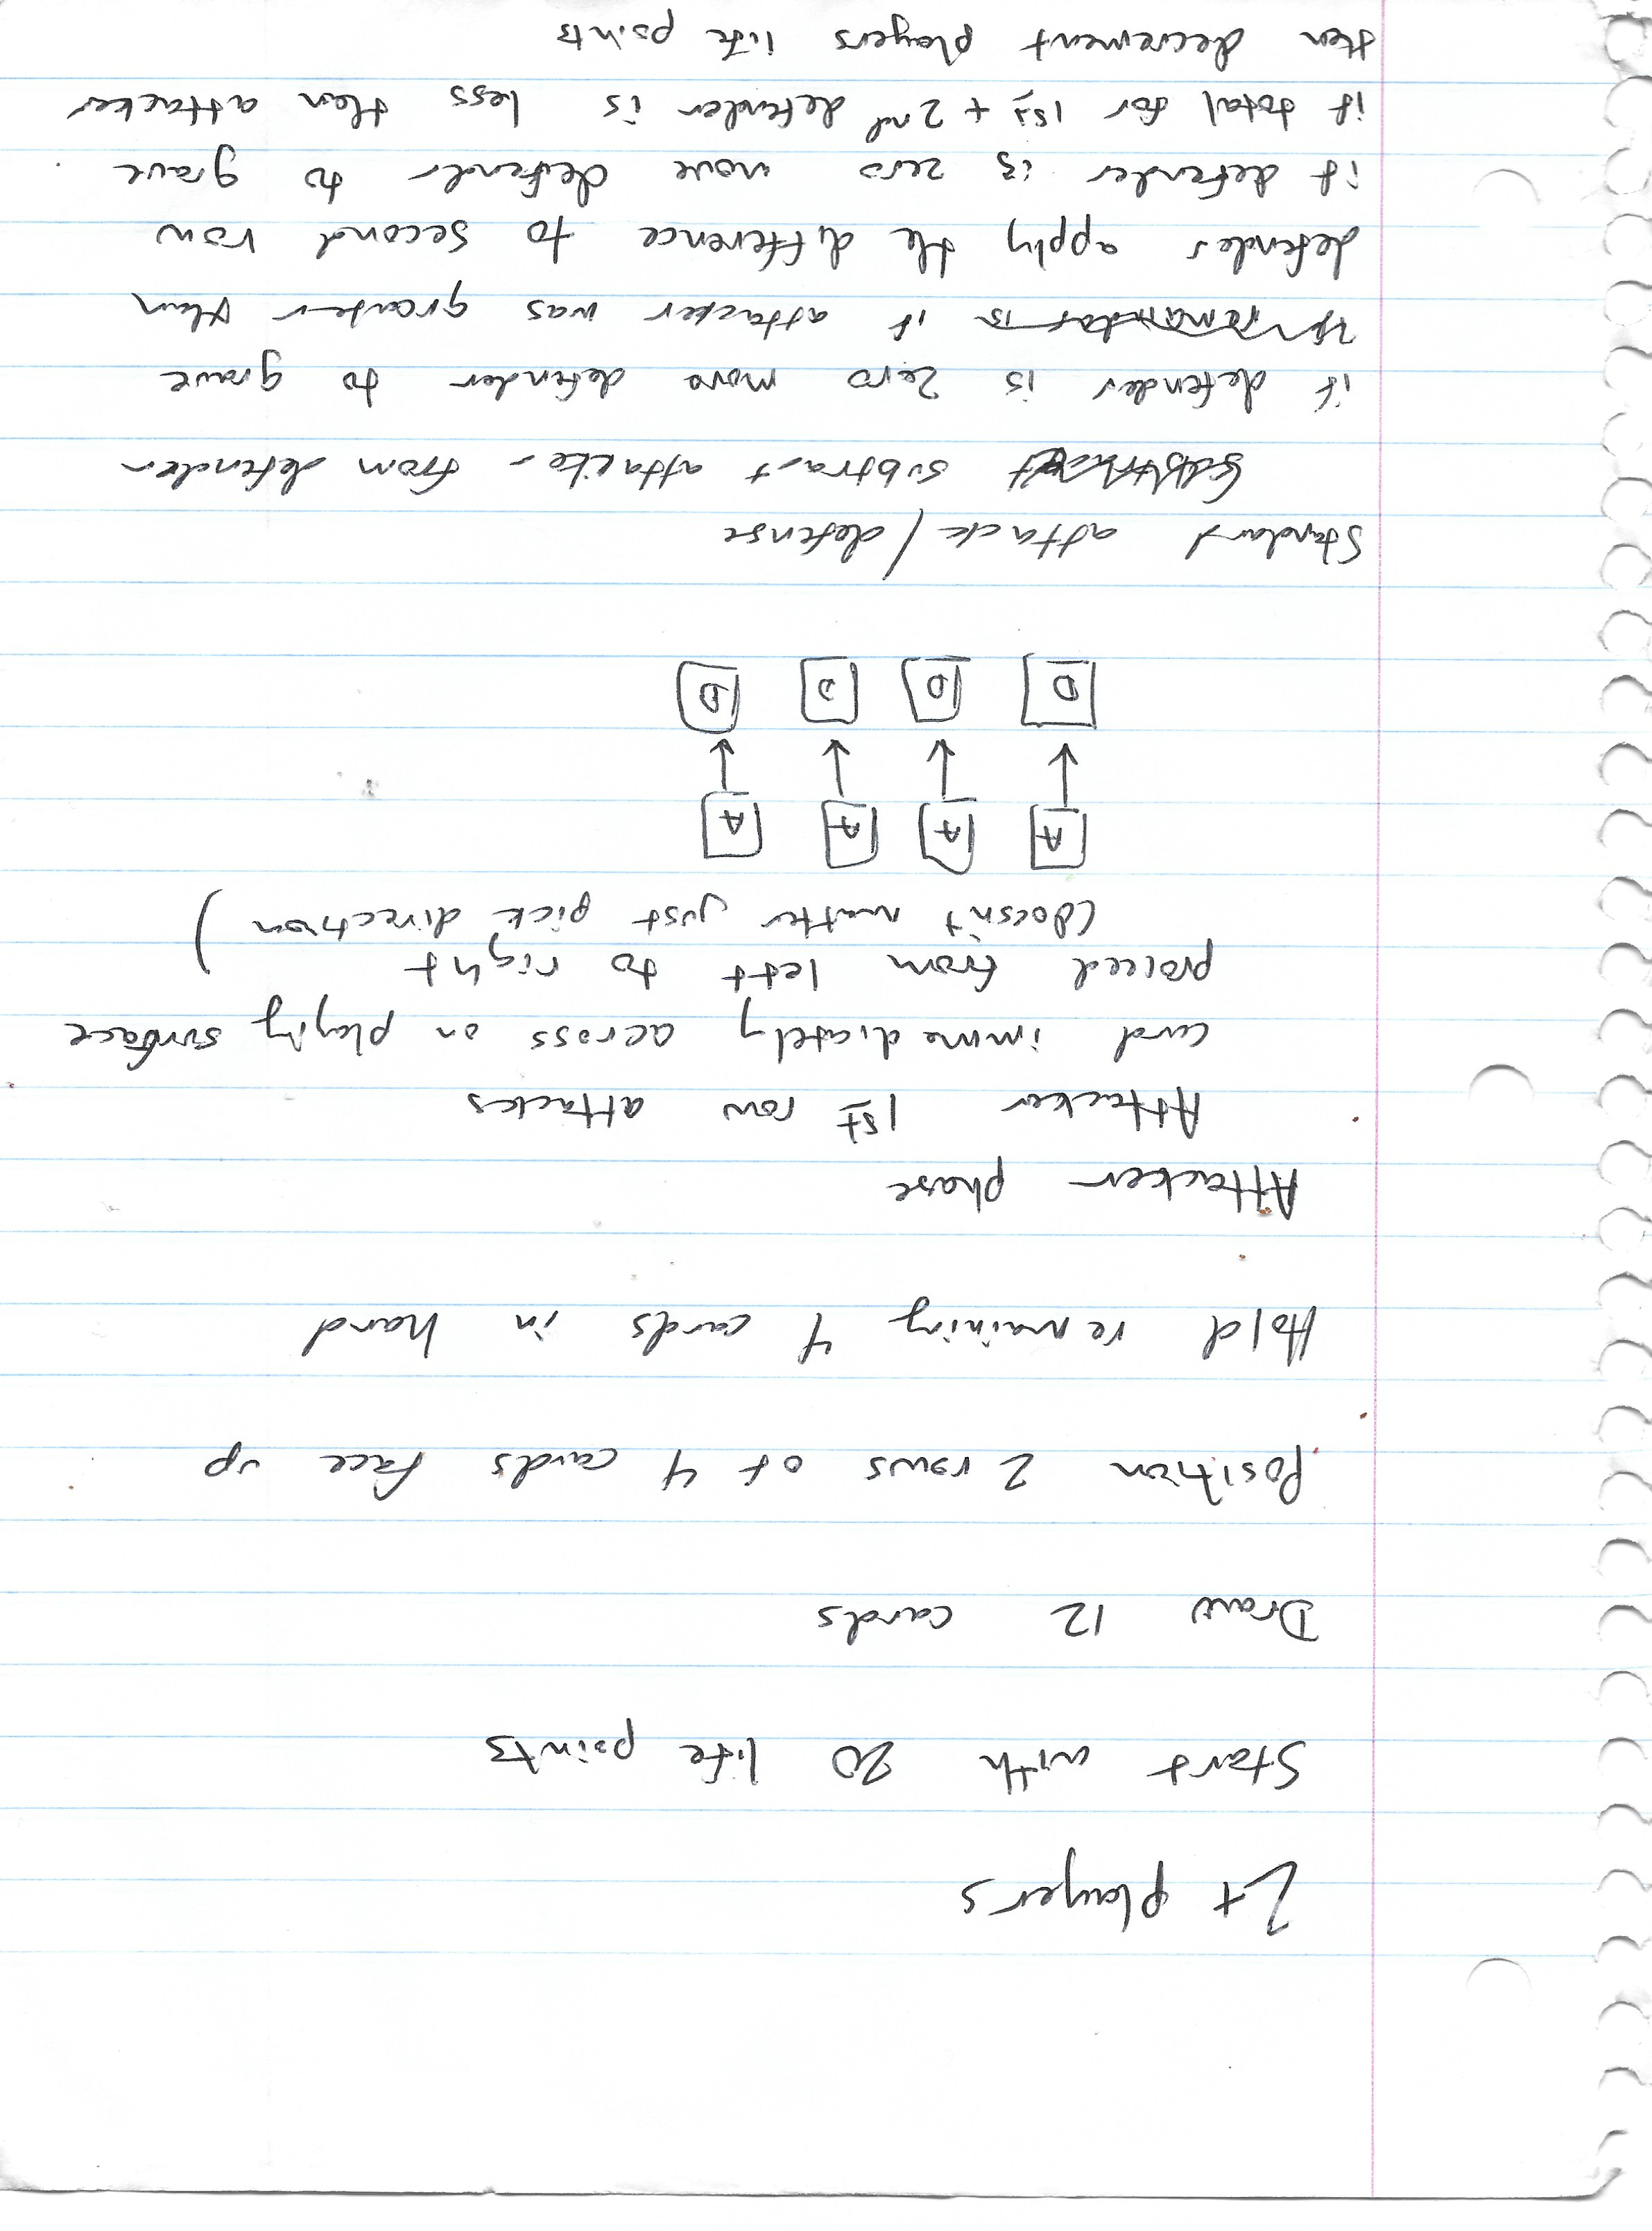 2+ players
Start with 20 life points
Draw 12 cards
Position 2 rows of 4 cards face up
Hold remaining 4 cards in hand
Attacker phase
Attacker 1st row attacks
card immediately across on playing surface
proceed from left to right
(doesn't matter just pick direction)
A A A A
D D D D
Standard attack/defense
subtract attacker from defender
if defender is zero move defender to grave
if remainder is if attacker was greater than
defender apply the difference to second row
if defender is zero move defender to grave
if total for 1st + 2nd defender is less then attacker
then decrement players life points